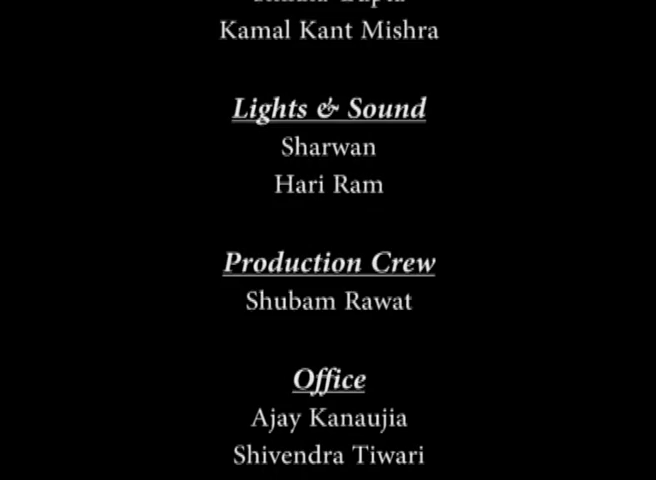 Kamal Kant Mishra
Lights & Sound
Sharwan
Hari Ram
Production Crew
Shubam Rawat
Office
Ajay Kanaujia
Shivendra Tiwari